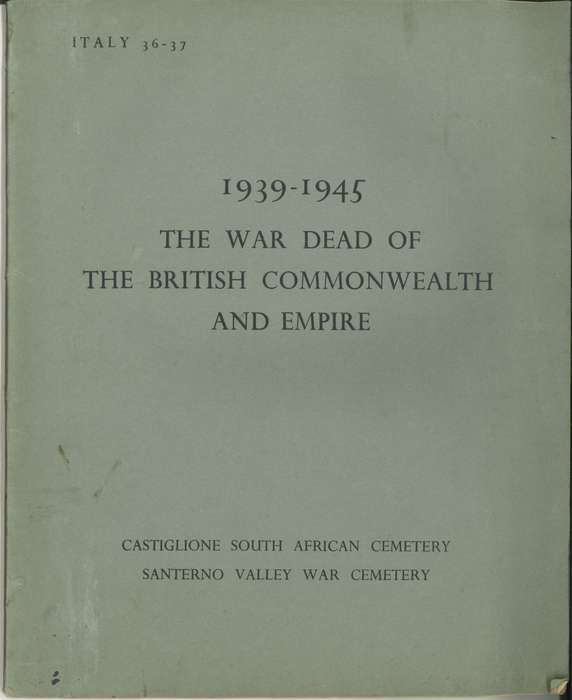 ITALY 36-37
1939-1945
THE WAR DEAD OF
THE BRITISH COMMONWEALTH
AND EMPIRE
CASTIGLIONE SOUTH AFRICAN CEMETERY
SANTERNO VALLEY WAR CEMETERY